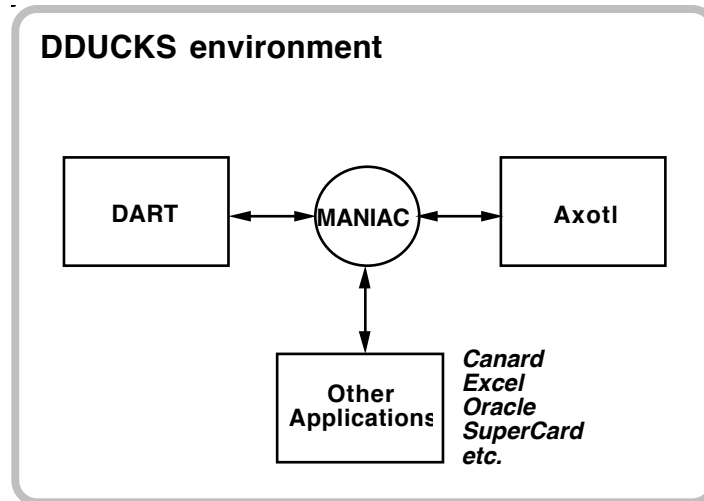 DDUCKS environment
DART
MANIAC
Axotl
Other
Applications
Canard
Excel
Oracle
SuperCard
etc.